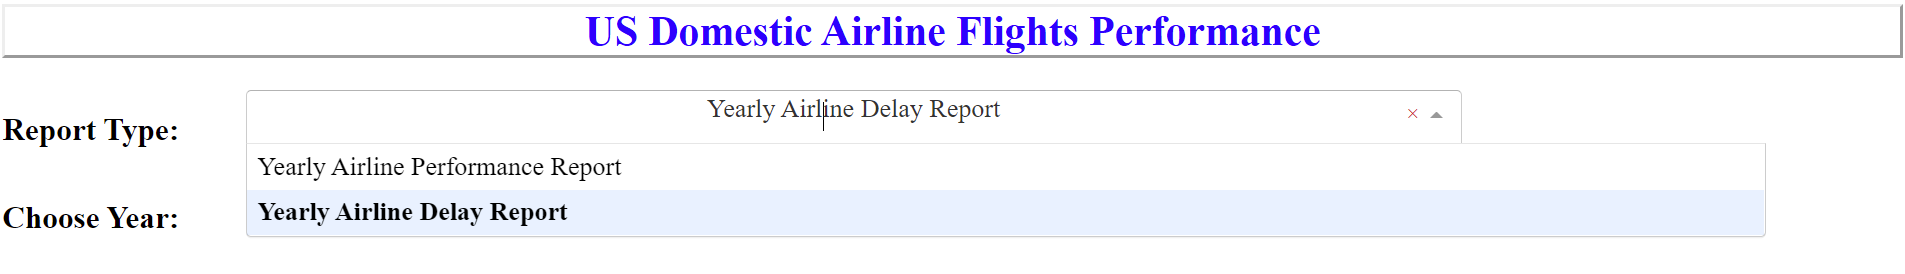 US Domestic Airline Flights Performance
Report Type:
Yearly Airline Delay Report
×
Yearly Airline Performance Report
Yearly Airline Delay Report
Choose Year: